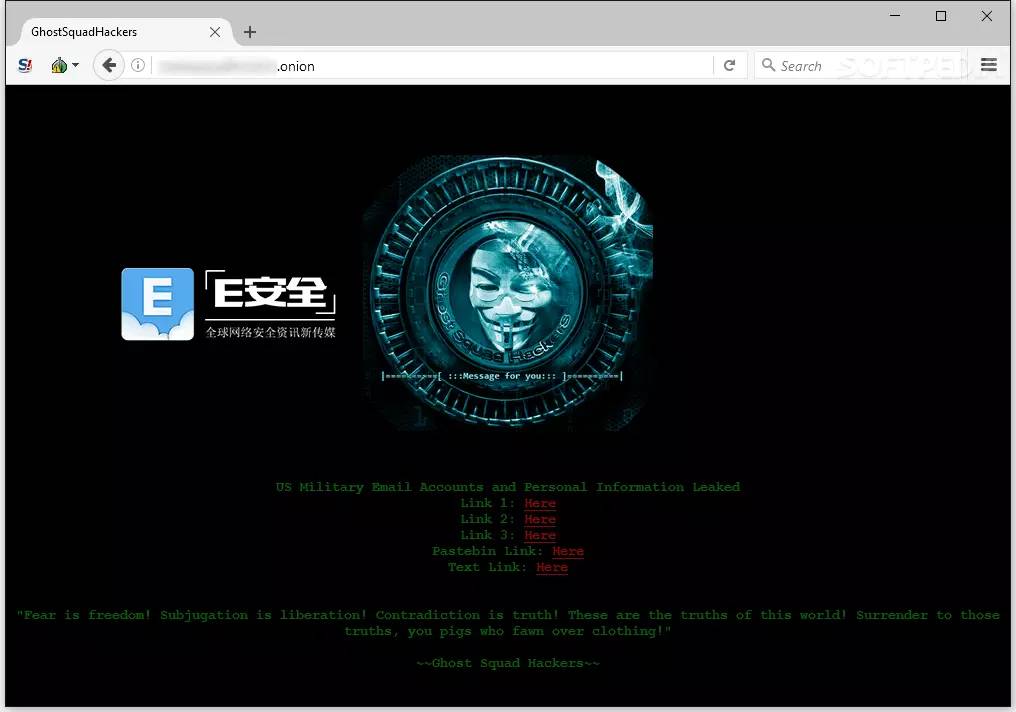 GhostSquadHackers
.onion
Search
SOFTPEDIA
E
E安全
全球网络安全资讯新传媒
Ghost Squad Hackers
|==========[ :::Message for you::: ]==========|
US Military Email Accounts and Personal Information Leaked
Link 1: Here
Link 2: Here
Link 3: Here
Pastebin Link: Here
Text Link: Here
"Fear is freedom! Subjugation is liberation! Contradiction is truth! These are the truths of this world! Surrender to those
truths, you pigs who fawn over clothing!"
~~Ghost Squad Hackers~~